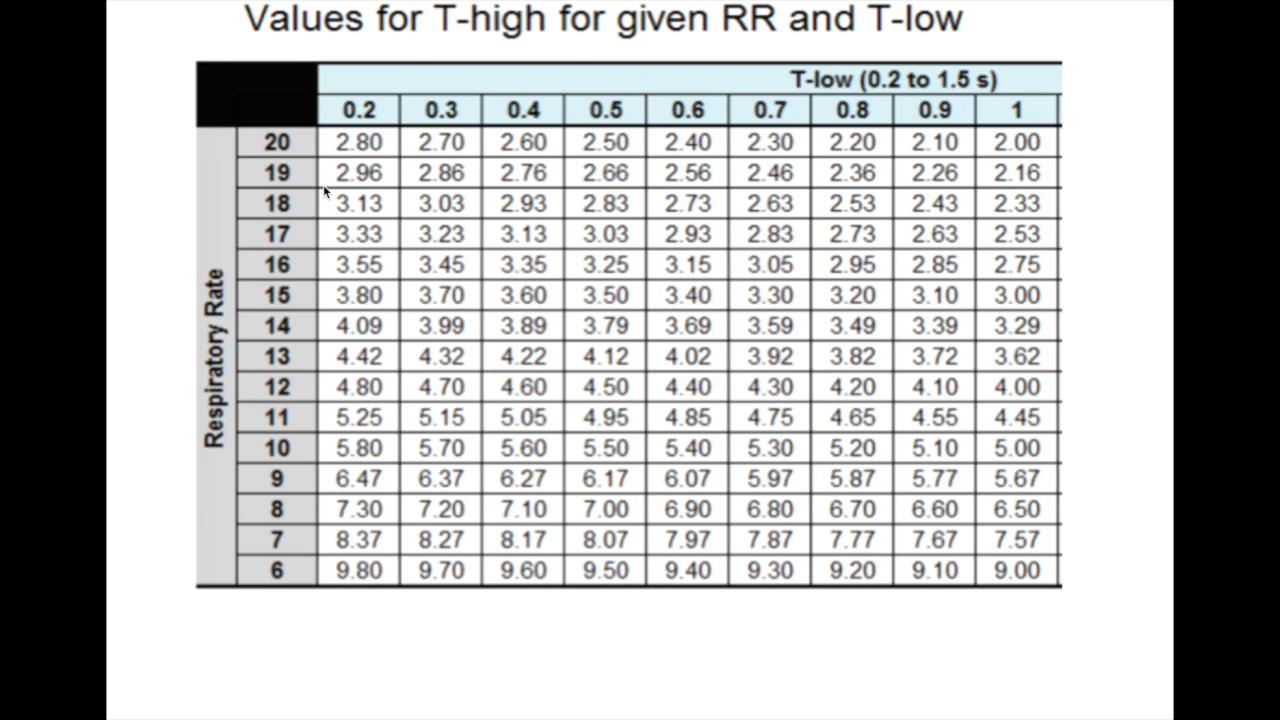 Values for T-high for given RR and T-low
T-low (0.2 to 1.5 s)
0.2 0.3 0.4 0.5 0.6 0.7 0.8 0.9 1
Respiratory Rate
20 2.80 2.70 2.60 2.50 2.40 2.30 2.20 2.10 2.00
19 2.96 2.86 2.76 2.66 2.56 2.46 2.36 2.26 2.16
18 3.13 3.03 2.93 2.83 2.73 2.63 2.53 2.43 2.33
17 3.33 3.23 3.13 3.03 2.93 2.83 2.73 2.63 2.53
16 3.55 3.45 3.35 3.25 3.15 3.05 2.95 2.85 2.75
15 3.80 3.70 3.60 3.50 3.40 3.30 3.20 3.10 3.00
14 4.09 3.99 3.89 3.79 3.69 3.59 3.49 3.39 3.29
13 4.42 4.32 4.22 4.12 4.02 3.92 3.82 3.72 3.62
12 4.80 4.70 4.60 4.50 4.40 4.30 4.20 4.10 4.00
11 5.25 5.15 5.05 4.95 4.85 4.75 4.65 4.55 4.45
10 5.80 5.70 5.60 5.50 5.40 5.30 5.20 5.10 5.00
9 6.47 6.37 6.27 6.17 6.07 5.97 5.87 5.77 5.67
8 7.30 7.20 7.10 7.00 6.90 6.80 6.70 6.60 6.50
7 8.37 8.27 8.17 8.07 7.97 7.87 7.77 7.67 7.57
6 9.80 9.70 9.60 9.50 9.40 9.30 9.20 9.10 9.00